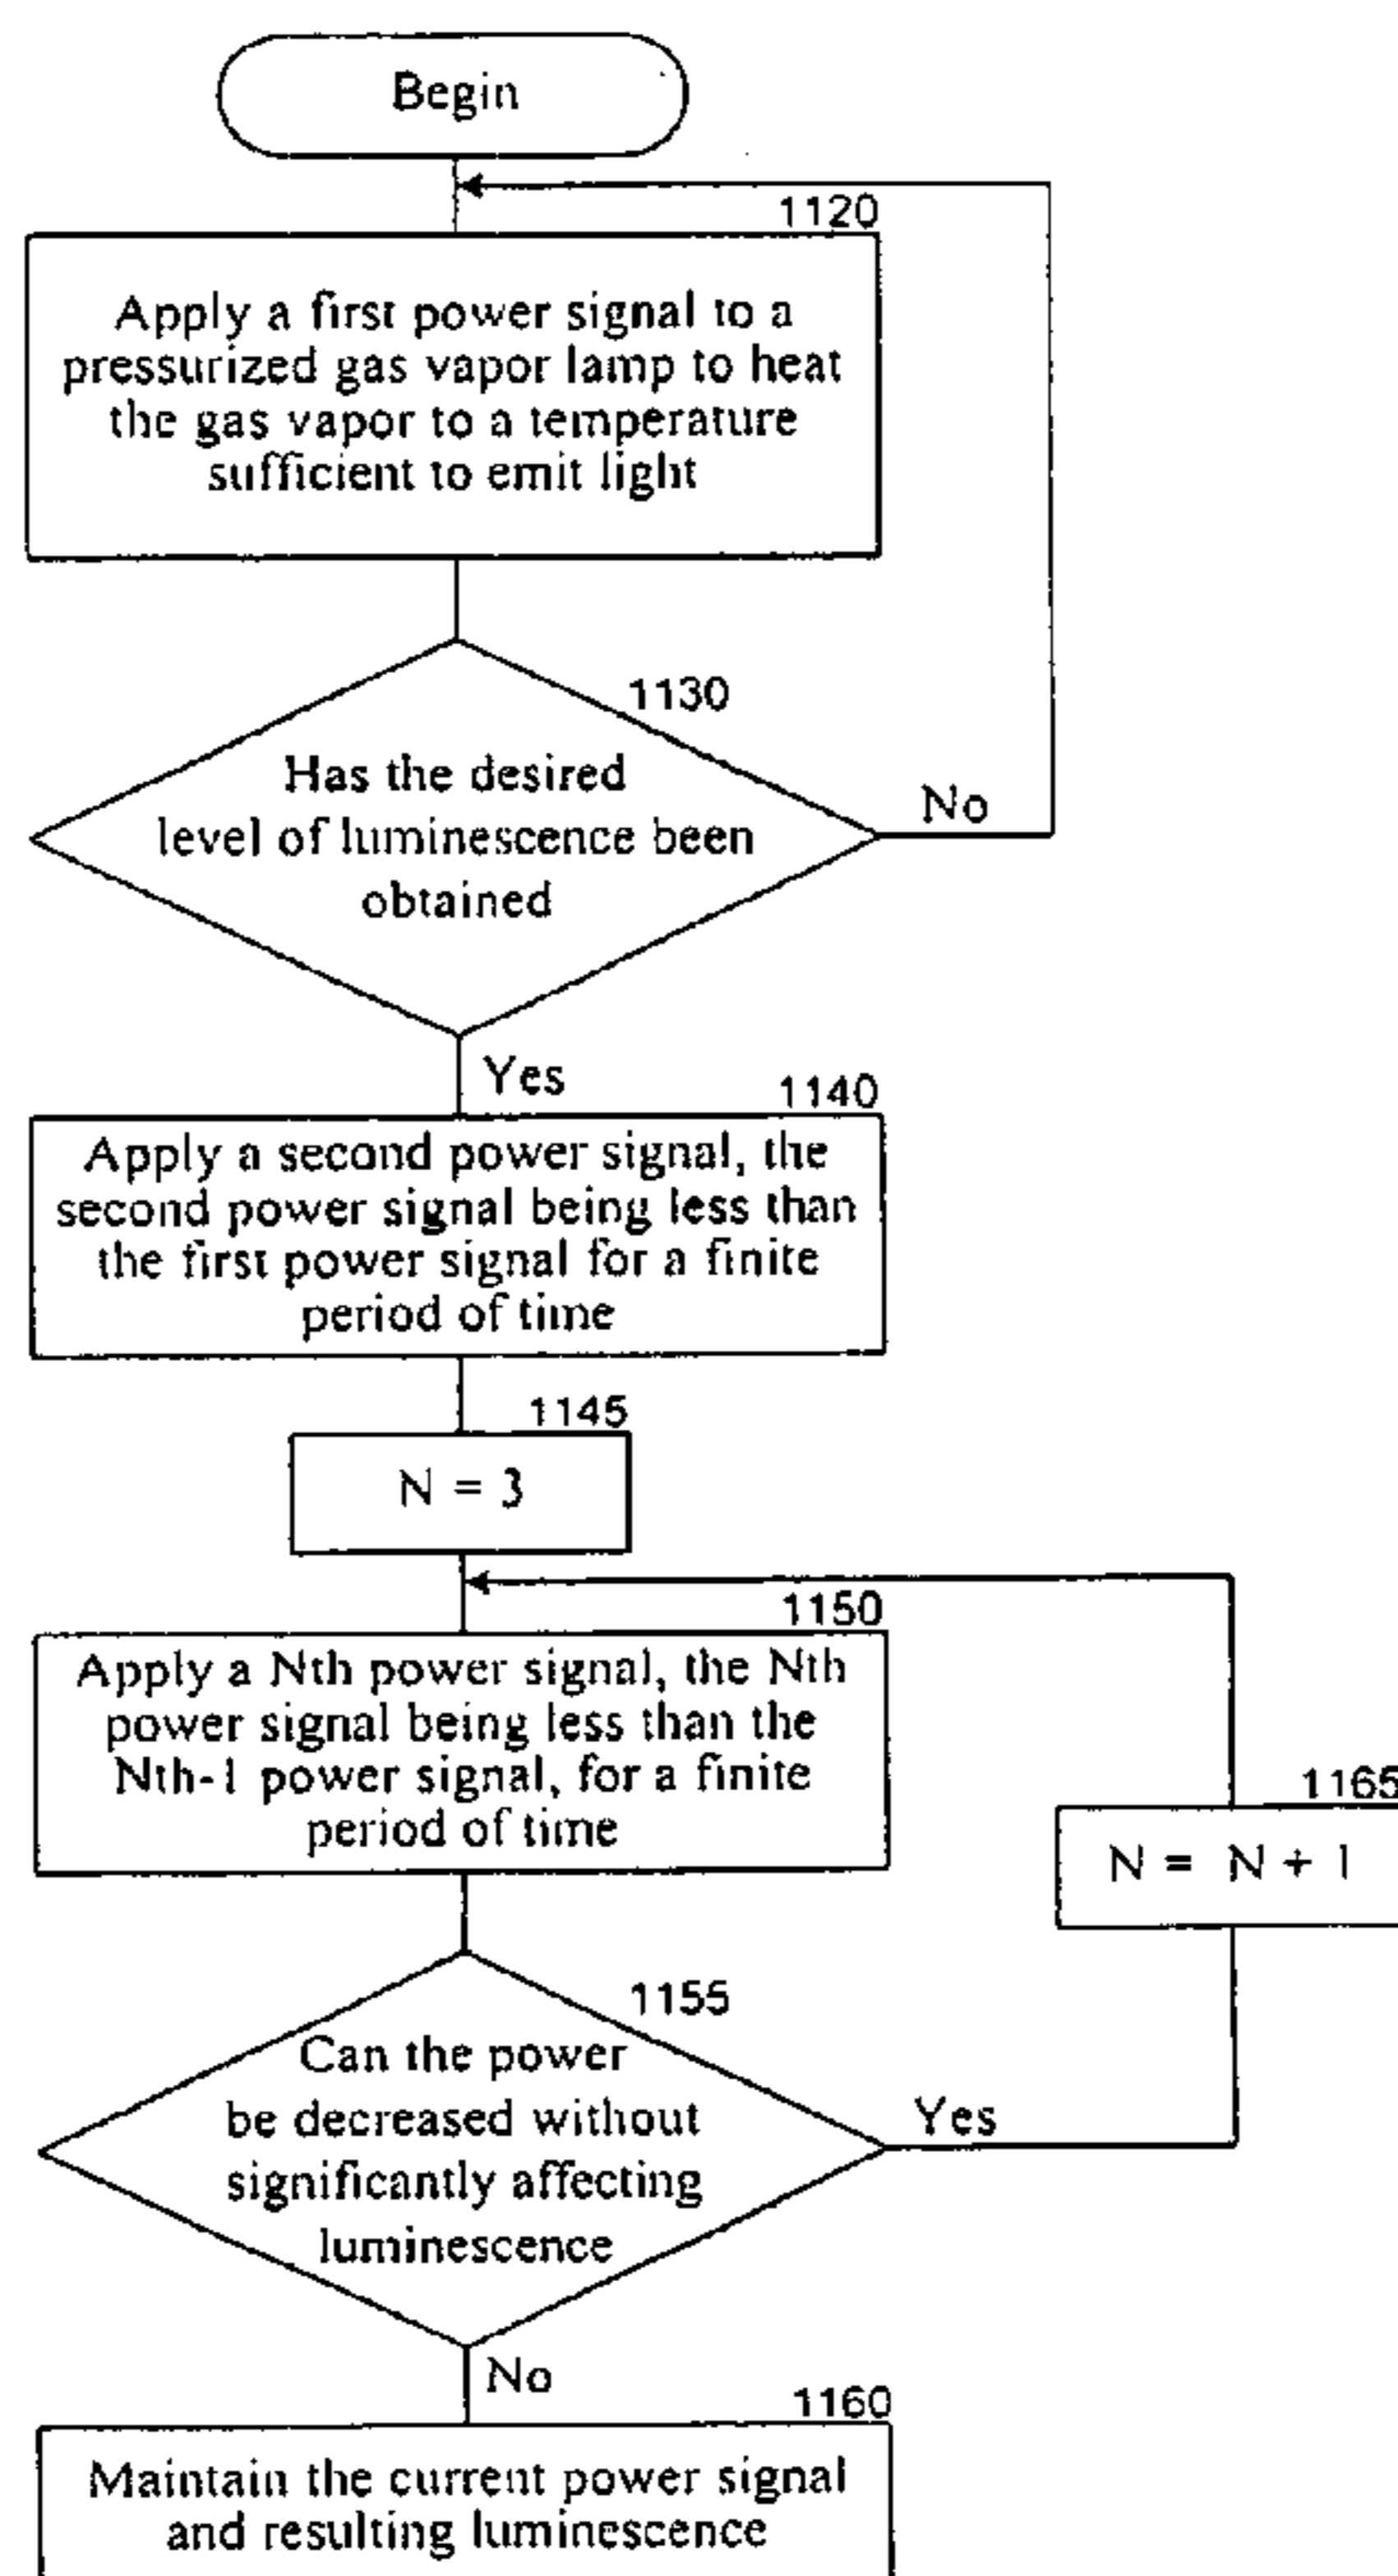 Begin
1120
Apply a first power signal to a
pressurized gas vapor lamp to heat
the gas vapor to a temperature
sufficient to emit light
1130
Has the desired
level of luminescence been
obtained
No
Yes
1140
Apply a second power signal, the
second power signal being less than
the first power signal for a finite
period of time
1145
N = 3
1150
Apply a Nth power signal, the Nth
power signal being less than the
Nth-1 power signal, for a finite
period of time
1165
N = N + 1
1155
Can the power
be decreased without
significantly affecting
luminescence
Yes
No
1160
Maintain the current power signal
and resulting luminescence